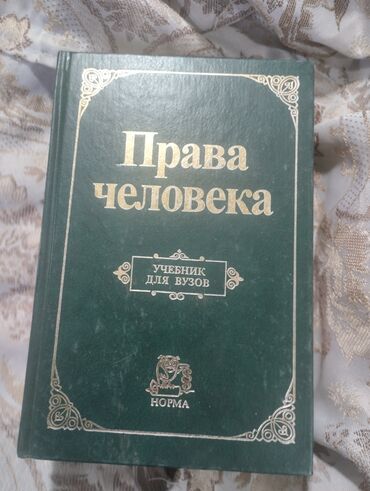 Права
человека
УЧЕБНИК
ДЛЯ ВУЗОВ
НОРМА